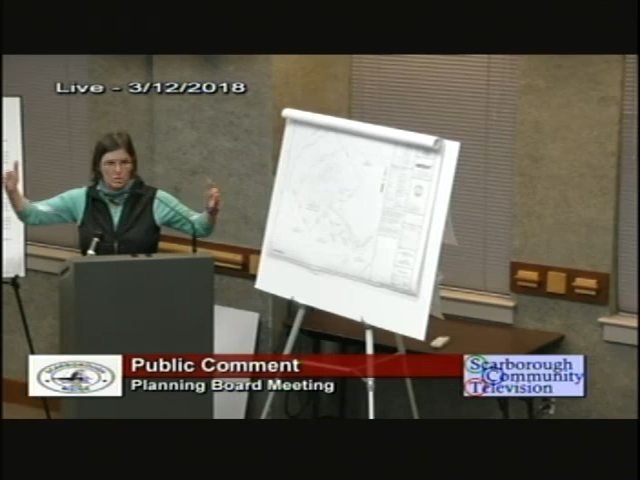 Live - 3/12/2018
Public Comment
Planning Board Meeting
Scarborough
Community
Television